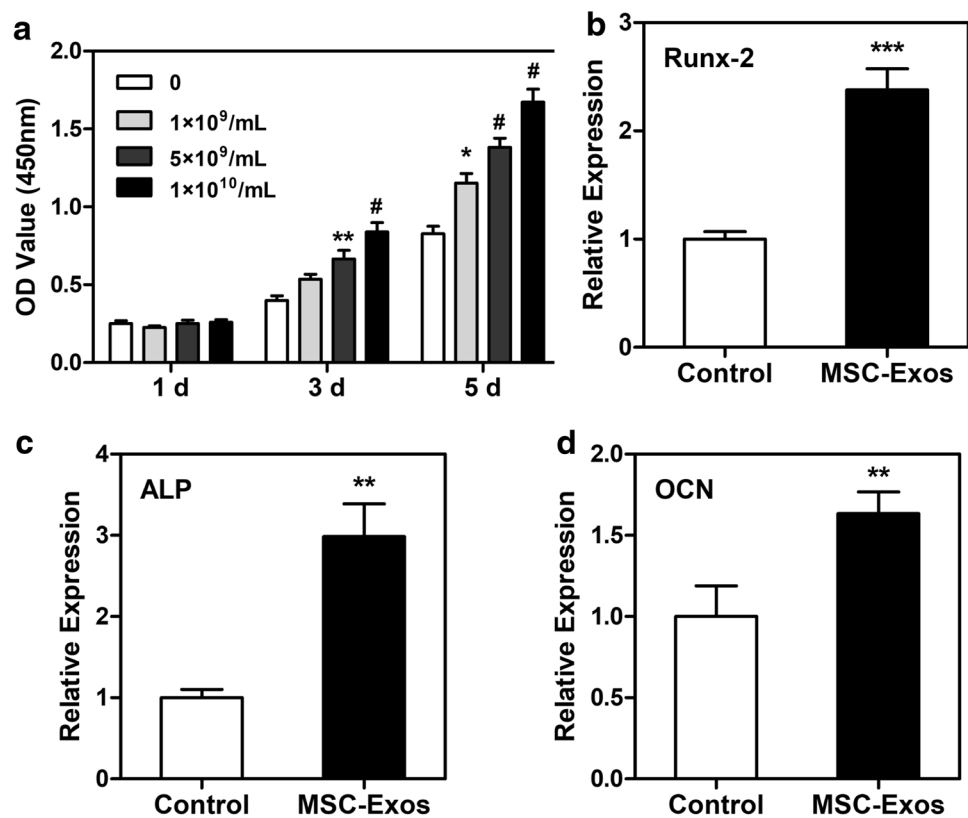 a
2.0
1.5
1.0
0.5
0.0
OD Value (450nm)
0
1×10⁹/mL
5×10⁹/mL
1×10¹⁰/mL
** # * # #
1 d 3 d 5 d
b
3
2
1
0
Relative Expression
Runx-2
***
Control MSC-Exos
c
4
3
2
1
0
Relative Expression
ALP
**
Control MSC-Exos
d
2.0
1.5
1.0
0.5
0.0
Relative Expression
OCN
**
Control MSC-Exos